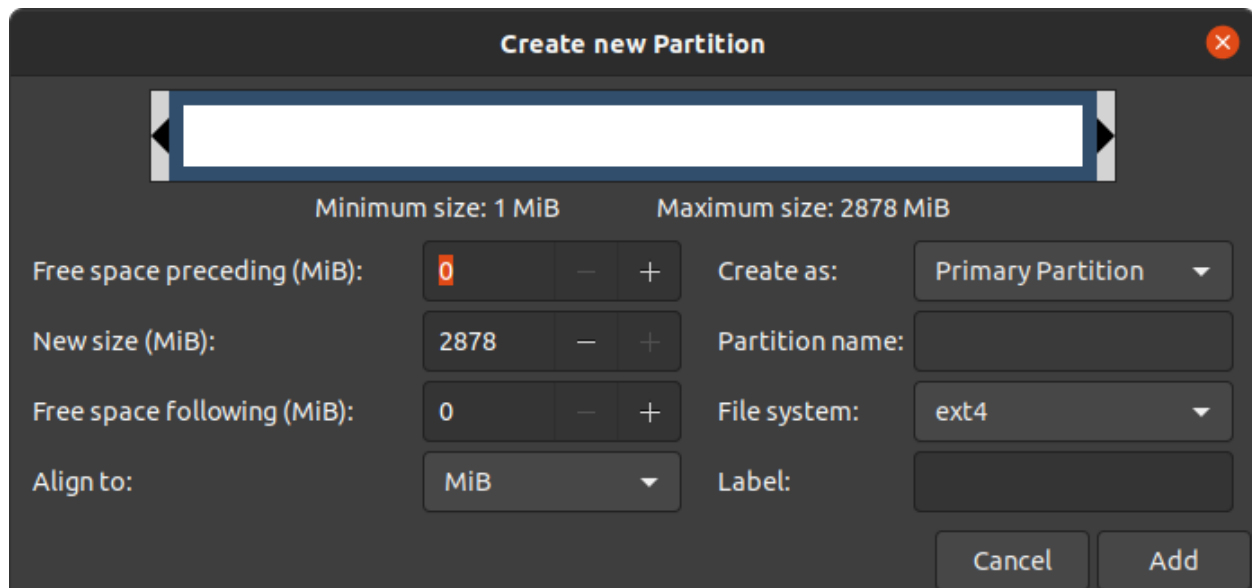 Create new Partition
Minimum size: 1 MiB Maximum size: 2878 MiB
Free space preceding (MiB): 0 Create as: Primary Partition
New size (MiB): 2878 Partition name:
Free space following (MiB): 0 File system: ext4
Align to: MiB Label:
Cancel Add